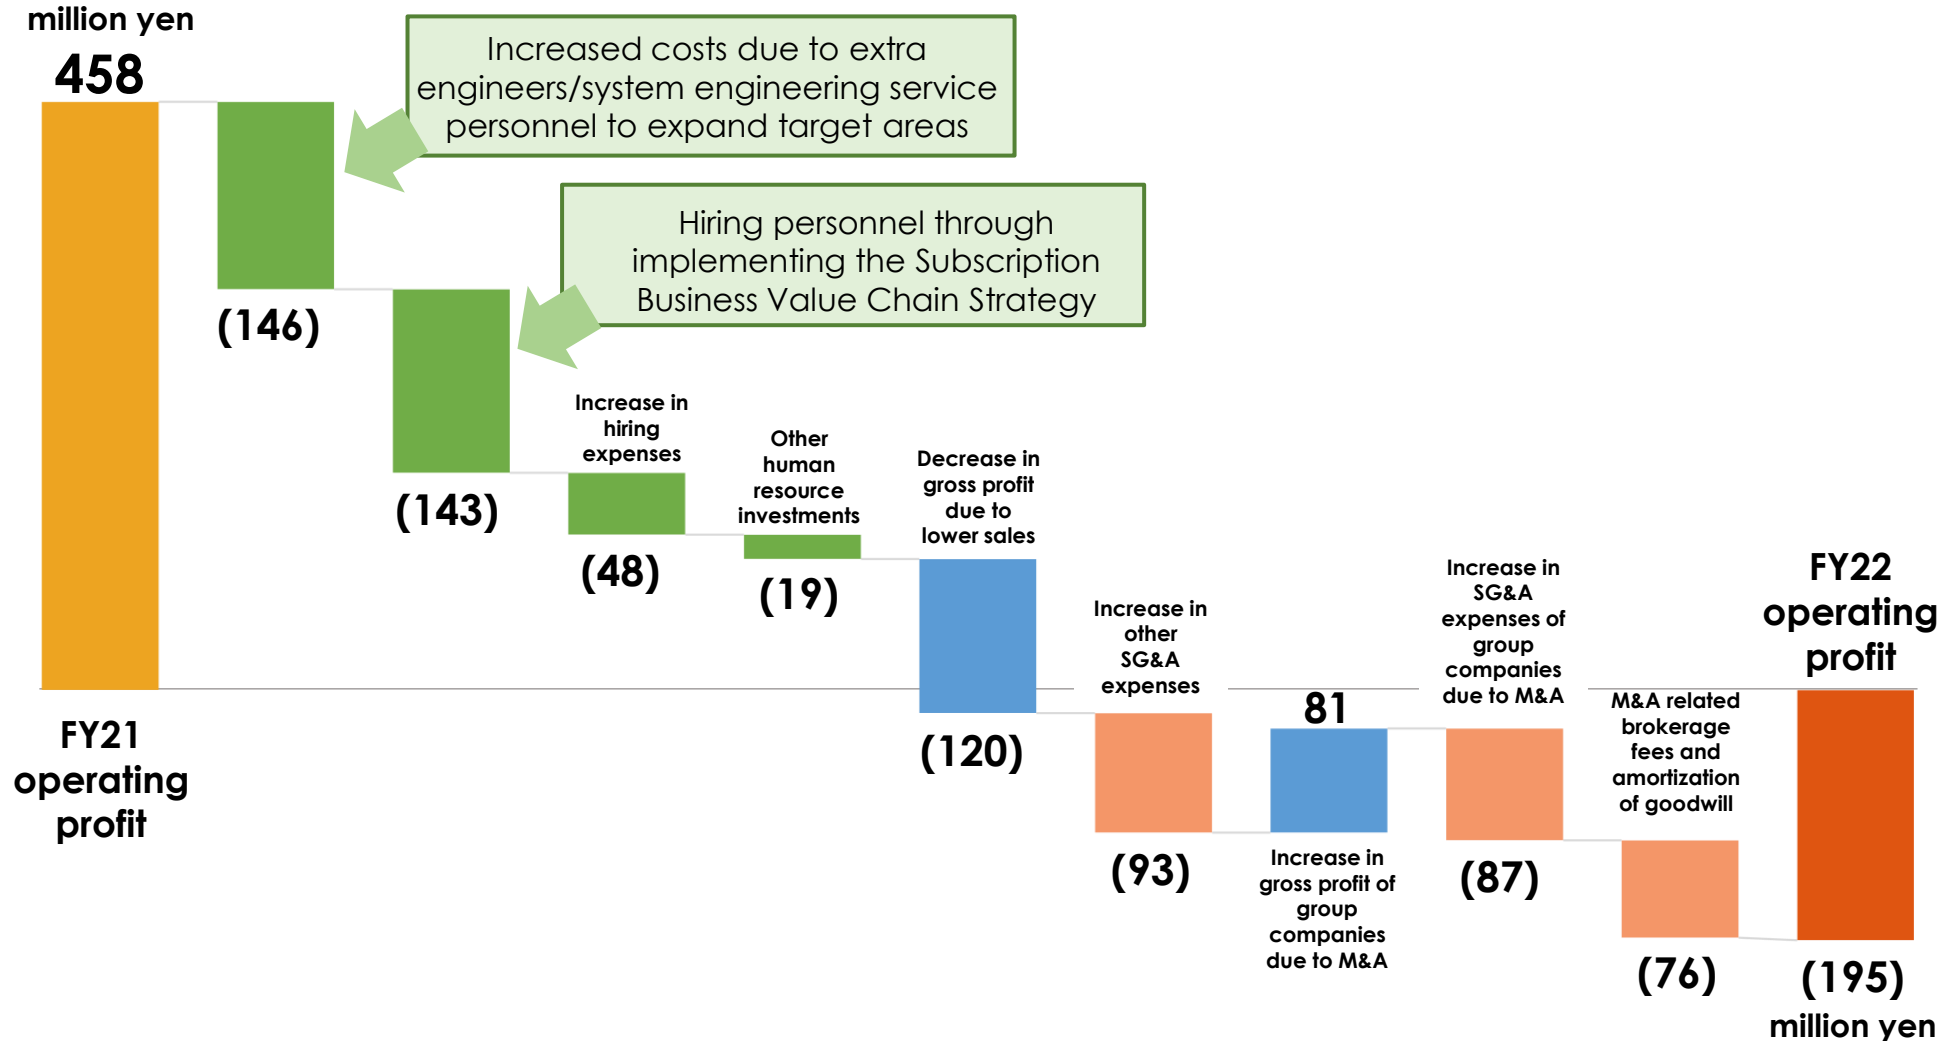 million yen
458
Increased costs due to extra
engineers/system engineering service
personnel to expand target areas
Hiring personnel through
implementing the Subscription
Business Value Chain Strategy
(146)
(143)
Increase in
hiring
expenses
(48)
Other
human
resource
investments
(19)
Decrease in
gross profit
due to
lower sales
(120)
Increase in
other
SG&A
expenses
(93)
81
Increase in
gross profit of
group
companies
due to M&A
Increase in
SG&A
expenses of
group
companies
due to M&A
(87)
M&A related
brokerage
fees and
amortization
of goodwill
(76)
FY22
operating
profit
(195)
million yen
FY21
operating
profit